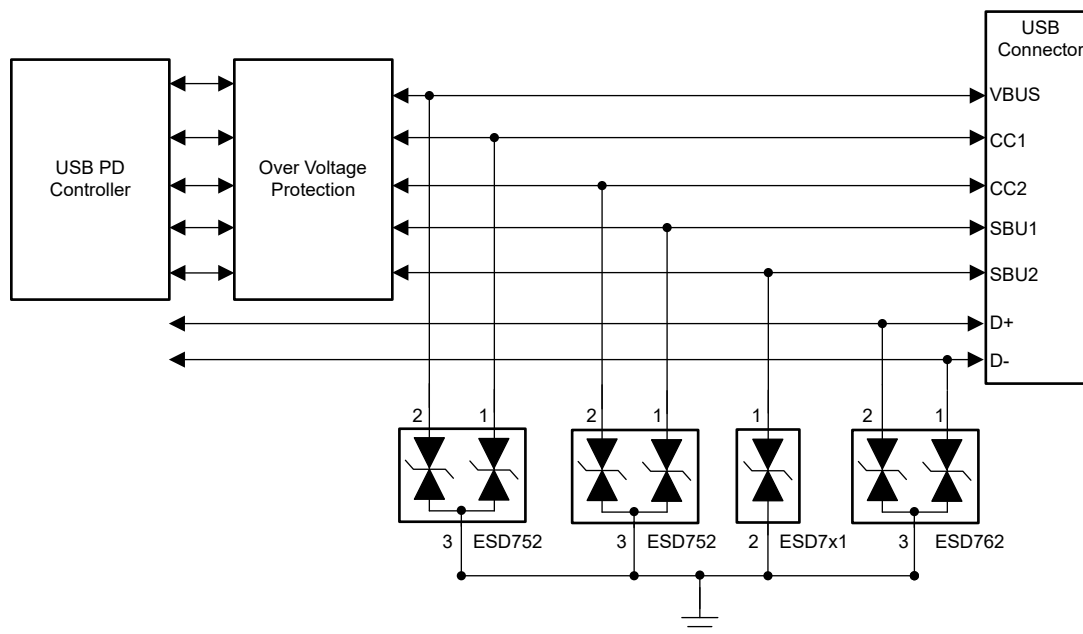 USB
Connector
USB PD
Controller
Over Voltage
Protection
VBUS
CC1
CC2
SBU1
SBU2
D+
D-
2 1 2 1 1 2 1
3 ESD752 3 ESD752 2 ESD7x1 3 ESD762